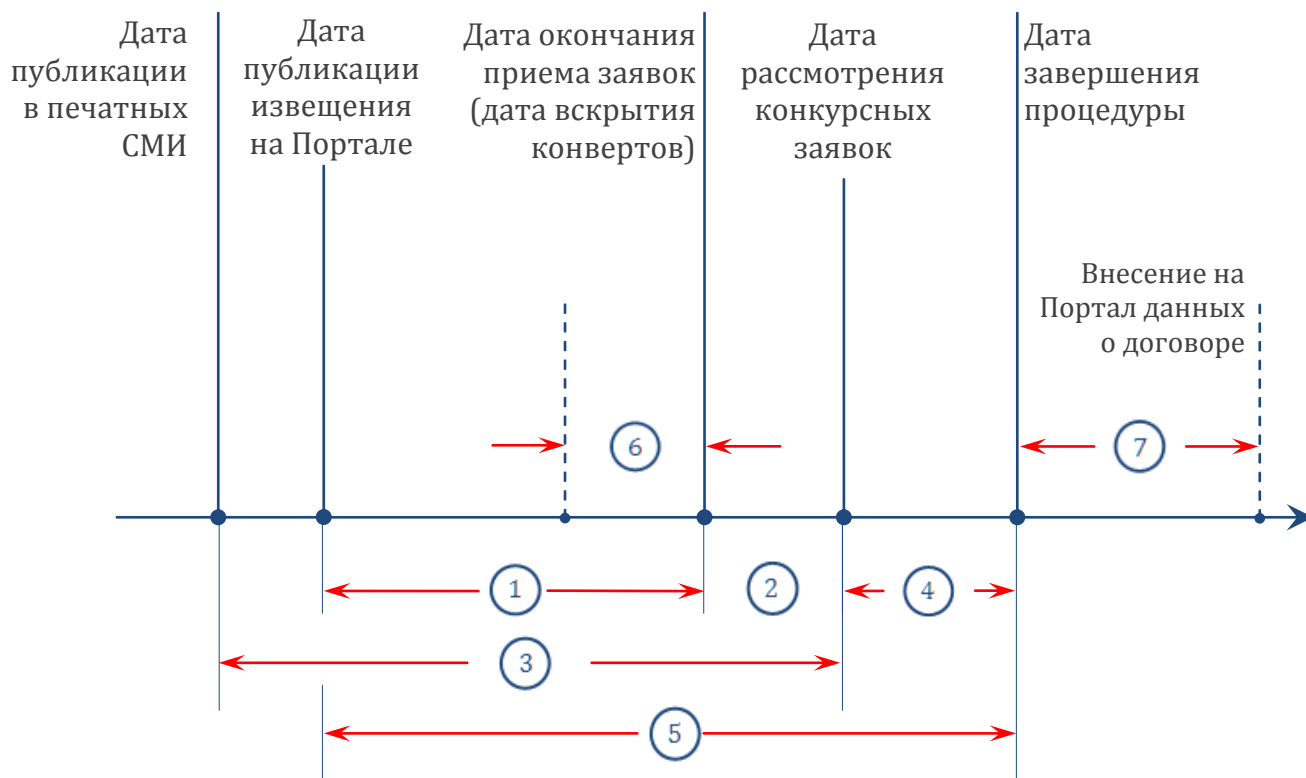 Дата
публикации
в печатных
СМИ
Дата
публикации
извещения
на Портале
Дата окончания
приема заявок
(дата вскрытия
конвертов)
Дата
рассмотрения
конкурсных
заявок
Дата
завершения
процедуры
Внесение на
Портал данных
о договоре
6
7
1
2
4
3
5